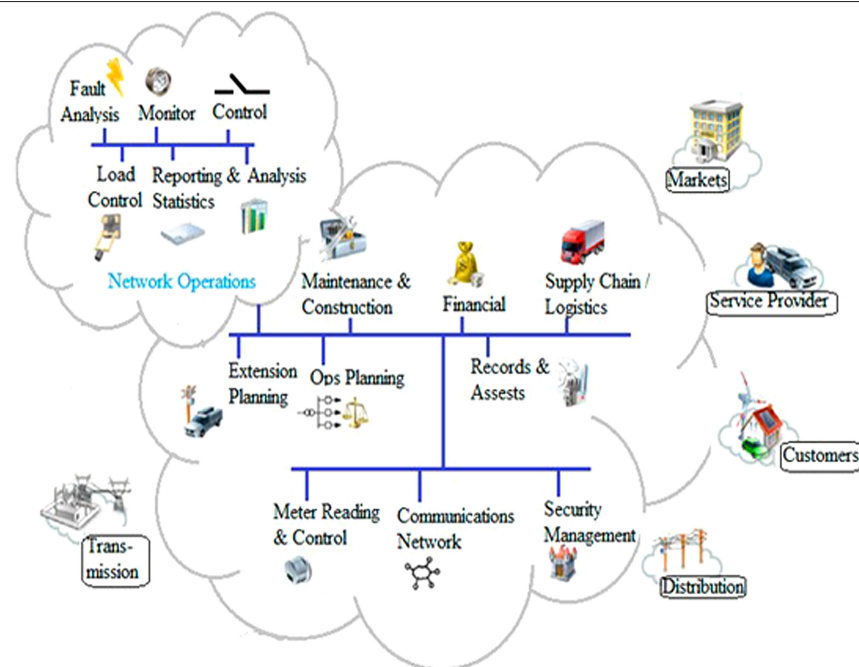 Fault
Analysis
Monitor
Control
Load
Control
Reporting &
Statistics
Analysis
Network Operations
Maintenance &
Construction
Financial
Supply Chain /
Logistics
Extension
Planning
Ops Planning
Records &
Assests
Meter Reading
& Control
Communications
Network
Security
Management
Markets
Service Provider
Customers
Trans-
mission
Distribution